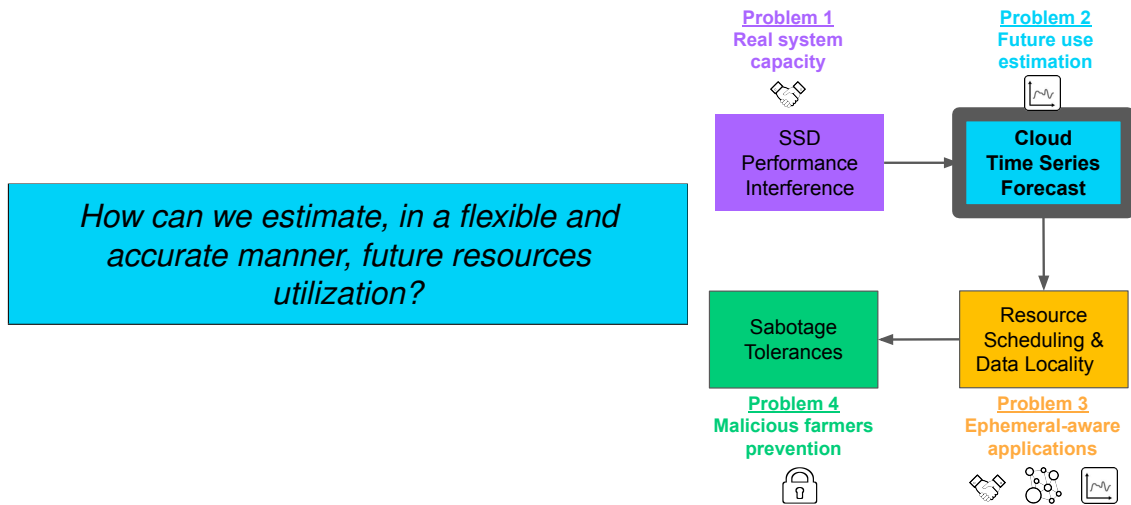 How can we estimate, in a flexible and
accurate manner, future resources
utilization?
Problem 1
Real system
capacity
SSD
Performance
Interference
Problem 2
Future use
estimation
Cloud
Time Series
Forecast
Sabotage
Tolerances
Problem 4
Malicious farmers
prevention
Resource
Scheduling &
Data Locality
Problem 3
Ephemeral-aware
applications